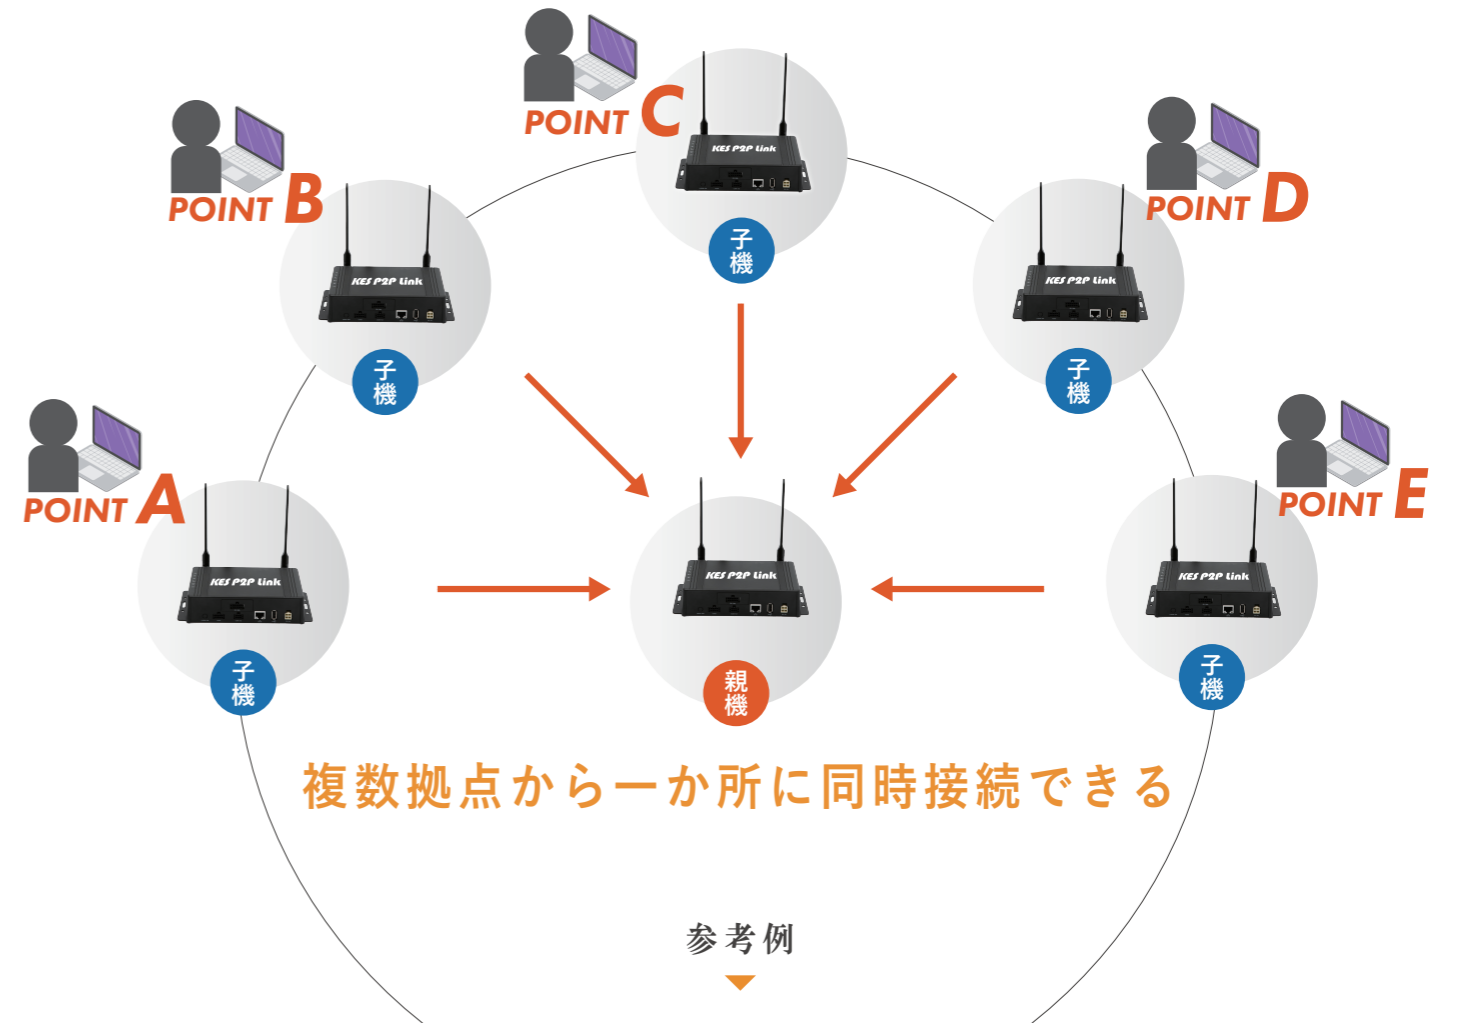 POINT C
KES P2P Link
子機
POINT B
KES P2P Link
子機
POINT D
KES P2P Link
子機
POINT A
KES P2P Link
子機
POINT E
KES P2P Link
子機
KES P2P Link
親機
複数拠点から一か所に同時接続できる
参考例